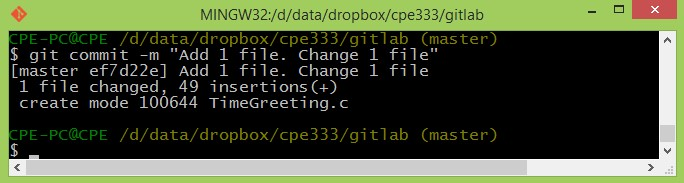 MINGW32:/d/data/dropbox/cpe333/gitlab
CPE-PC@CPE /d/data/dropbox/cpe333/gitlab (master)
$ git commit -m "Add 1 file. Change 1 file"
[master ef7d22e] Add 1 file. Change 1 file
 1 file changed, 49 insertions(+)
 create mode 100644 TimeGreeting.c
CPE-PC@CPE /d/data/dropbox/cpe333/gitlab (master)
$